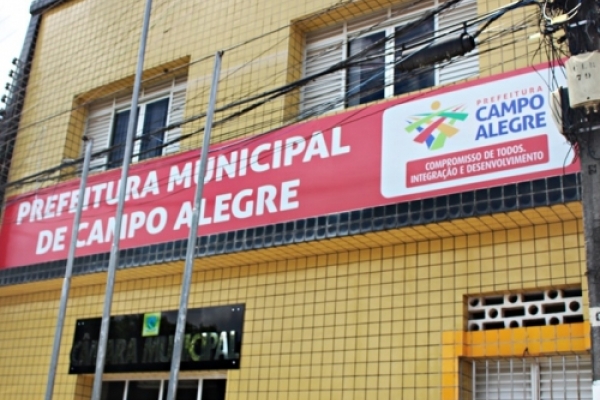 PREFEITURA MUNICIPAL
DE CAMPO ALEGRE
PREFEITURA
CAMPO
ALEGRE
COMPROMISSO DE TODOS.
INTEGRAÇÃO E DESENVOLVIMENTO
CÂMARA MUNICIPAL